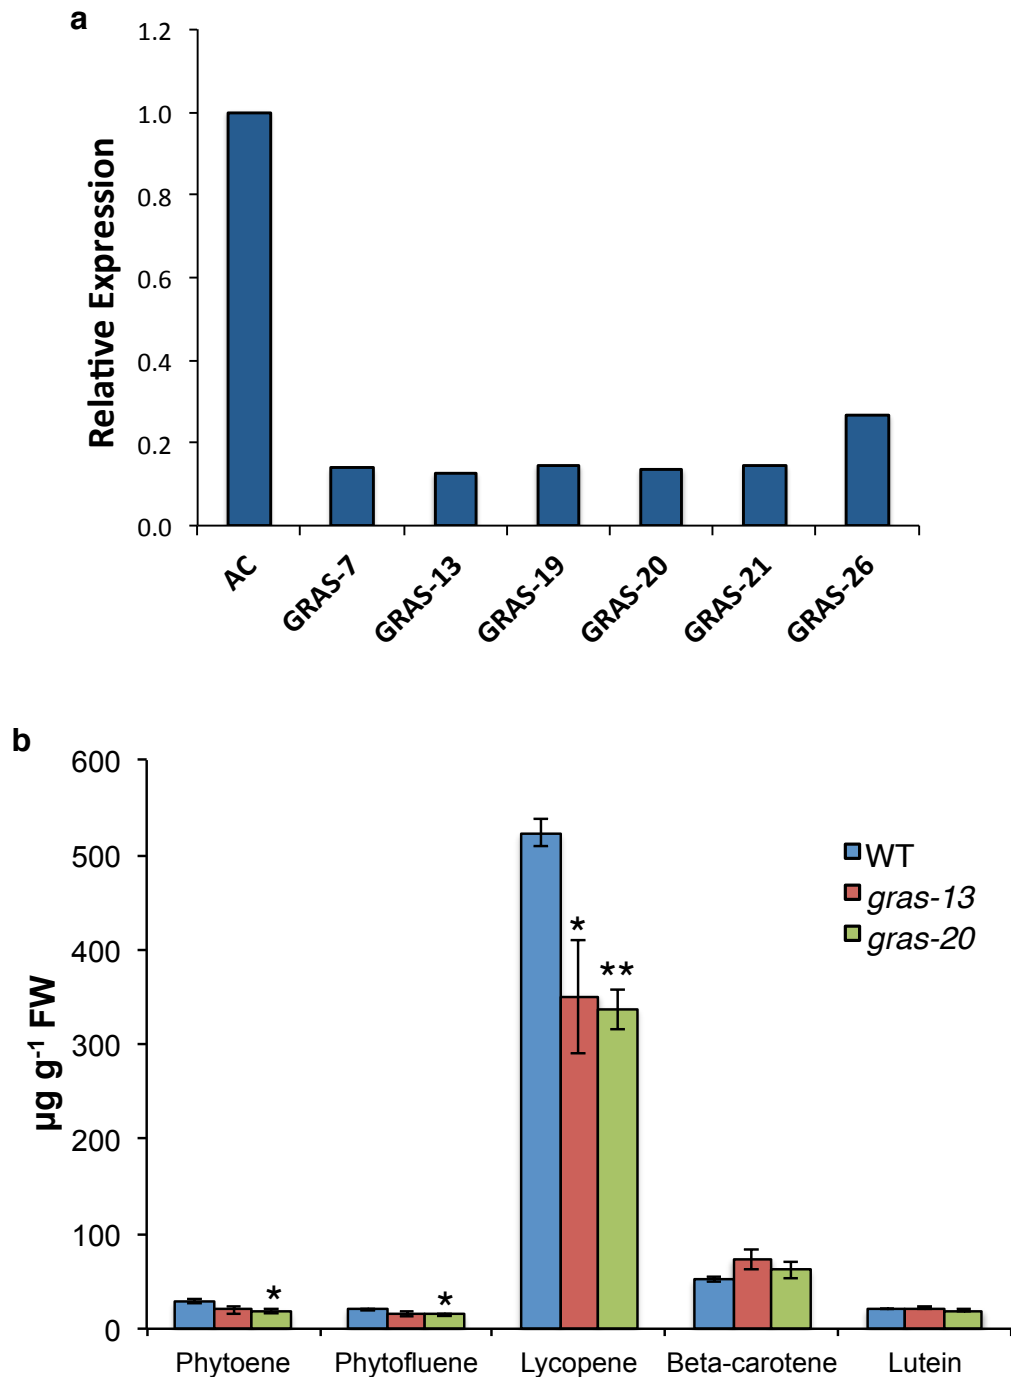 a
1.2
1.0
0.8
0.6
0.4
0.2
0.0
Relative Expression
AC
GRAS-7
GRAS-13
GRAS-19
GRAS-20
GRAS-21
GRAS-26
b
600
500
400
300
200
100
0
µg g⁻¹ FW
WT
gras-13
gras-20
*
*
*
**
Phytoene
Phytofluene
Lycopene
Beta-carotene
Lutein